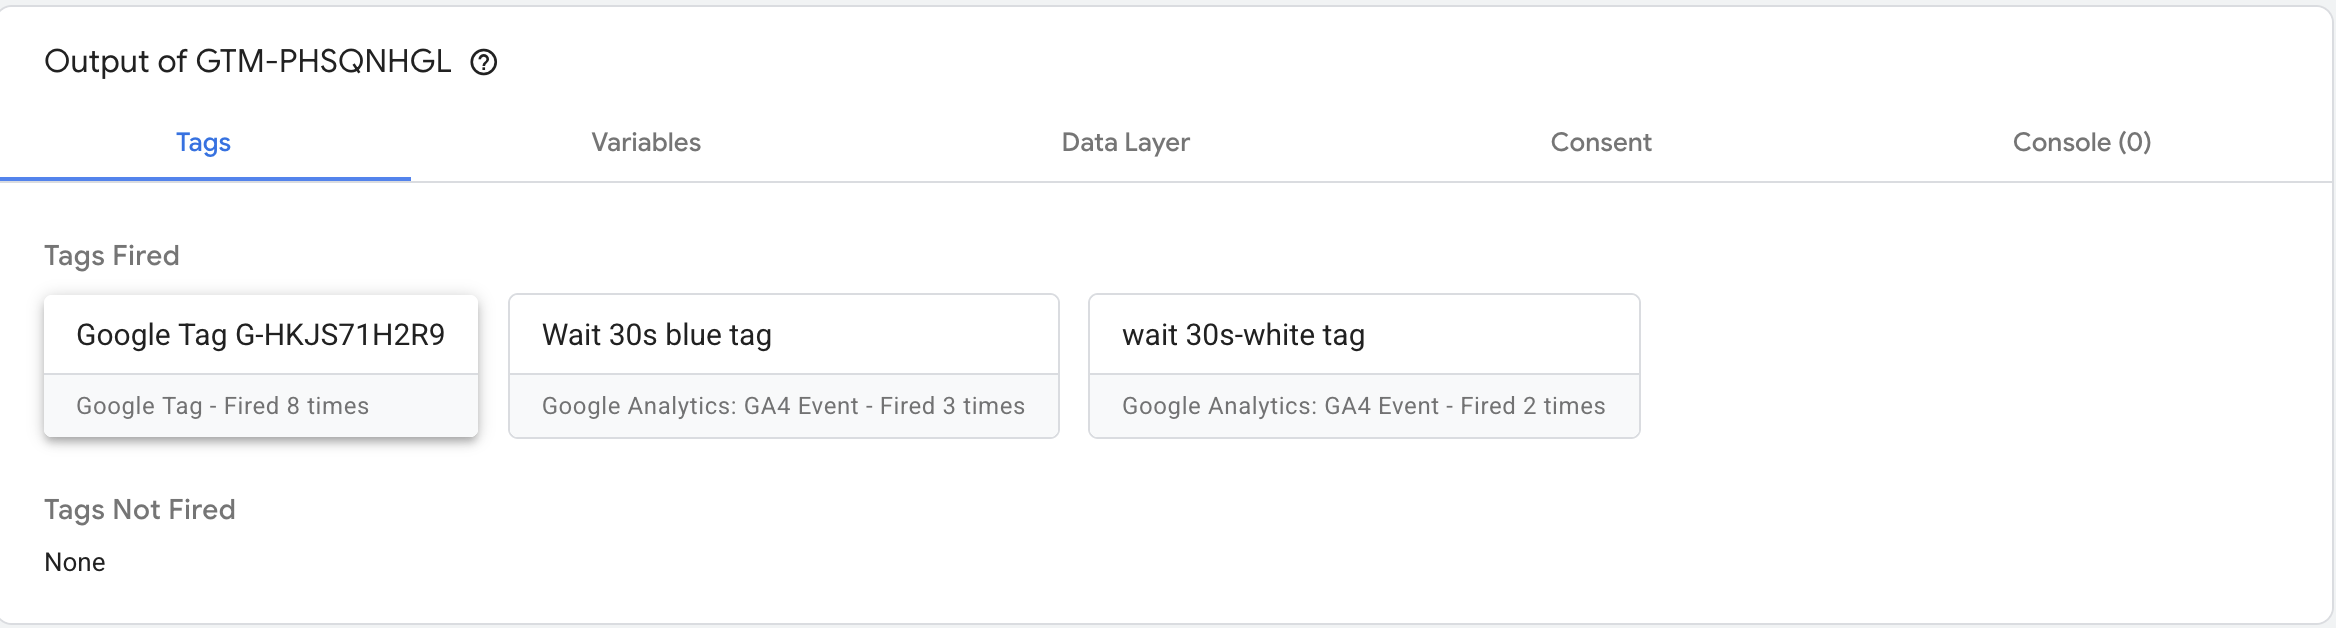 Output of GTM-PHSQNHGL
Tags Variables Data Layer Consent Console (0)
Tags Fired
Google Tag G-HKJS71H2R9 Wait 30s blue tag wait 30s-white tag
Google Tag - Fired 8 times Google Analytics: GA4 Event - Fired 3 times Google Analytics: GA4 Event - Fired 2 times
Tags Not Fired
None